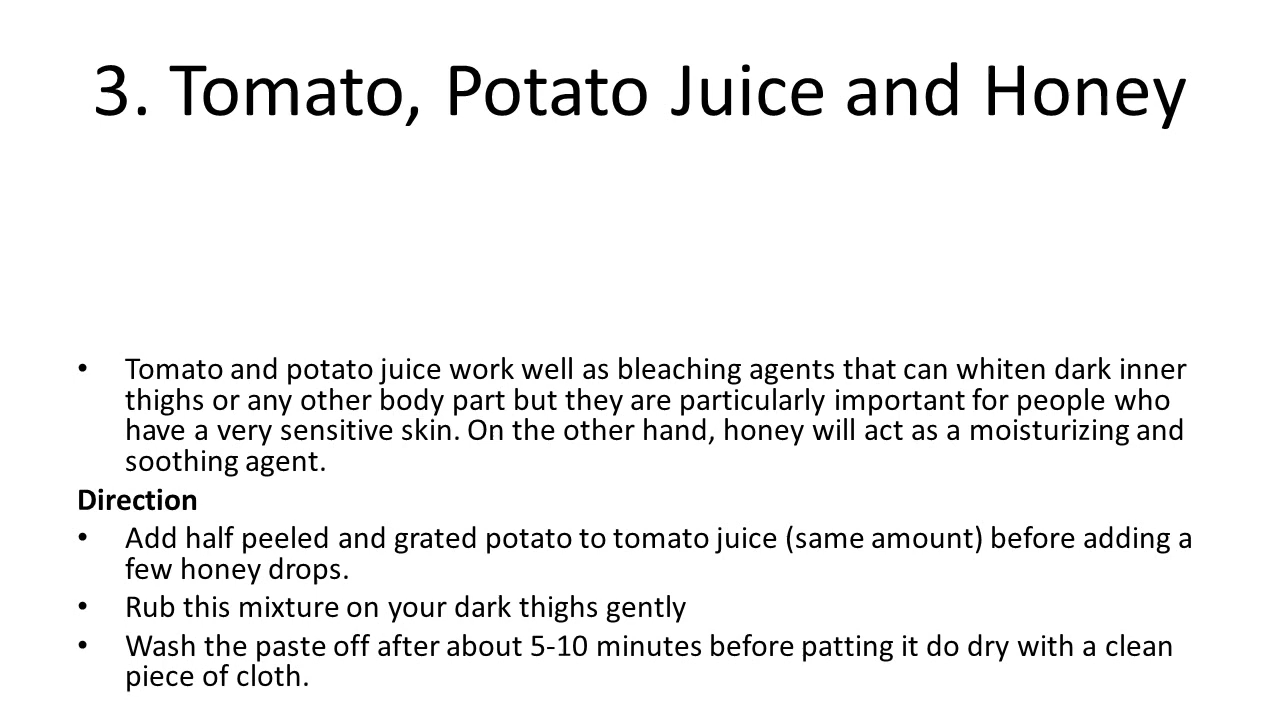 3. Tomato, Potato Juice and Honey
• Tomato and potato juice work well as bleaching agents that can whiten dark inner
thighs or any other body part but they are particularly important for people who
have a very sensitive skin. On the other hand, honey will act as a moisturizing and
soothing agent.
Direction
• Add half peeled and grated potato to tomato juice (same amount) before adding a
few honey drops.
• Rub this mixture on your dark thighs gently
• Wash the paste off after about 5-10 minutes before patting it do dry with a clean
piece of cloth.